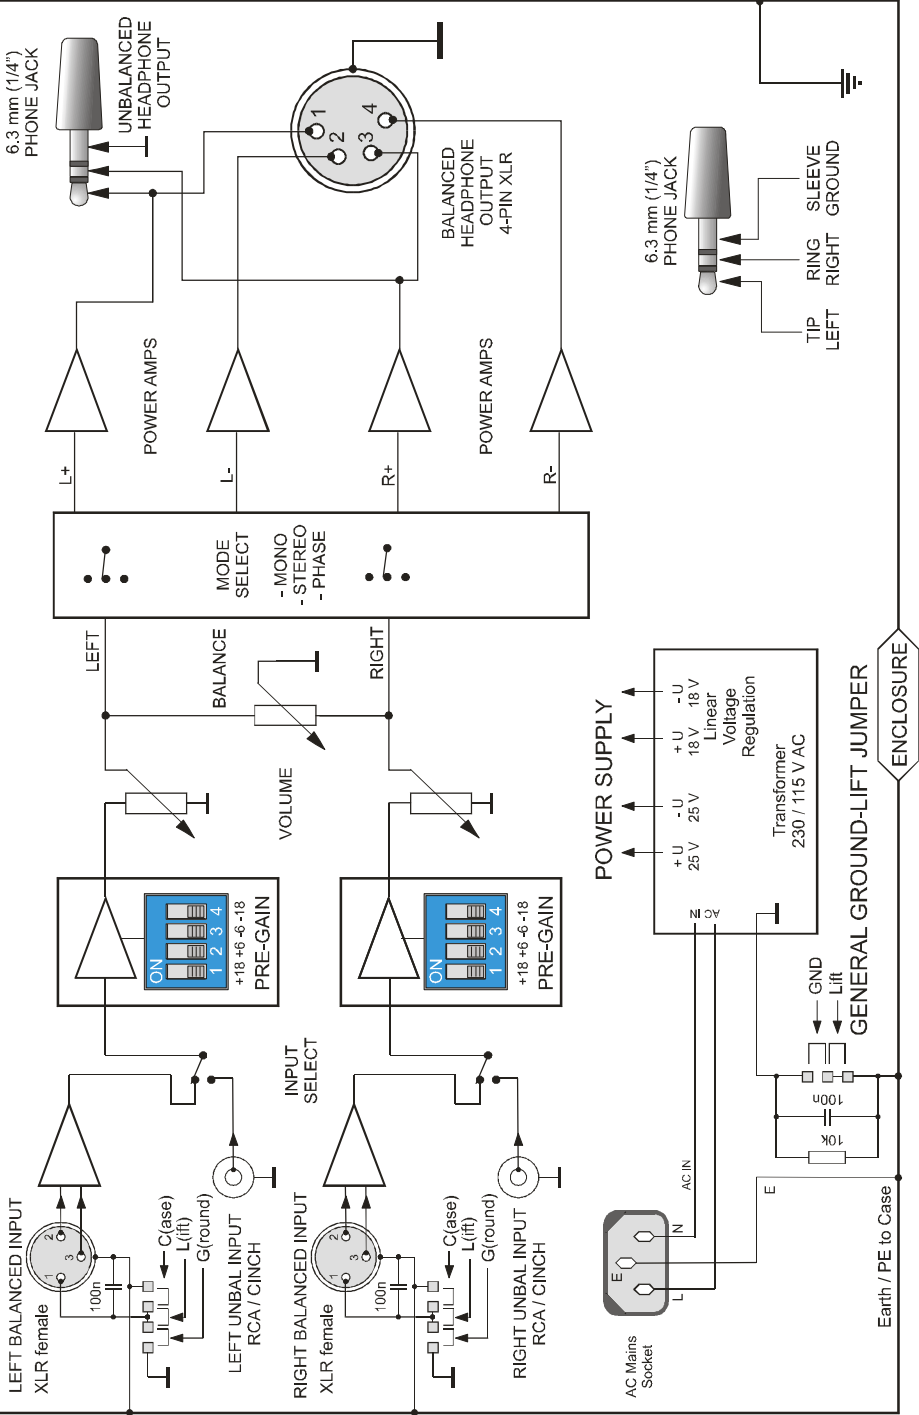 LEFT BALANCED INPUT
XLR female
1
2
3
100n
C(ase)
L(ift)
G(round)
LEFT UNBAL INPUT
RCA / CINCH
RIGHT BALANCED INPUT
XLR female
1
2
3
100n
C(ase)
L(ift)
G(round)
RIGHT UNBAL INPUT
RCA / CINCH
INPUT
SELECT
ON
1 2 3 4
+18 +6 -6 -18
PRE-GAIN
ON
1 2 3 4
+18 +6 -6 -18
PRE-GAIN
VOLUME
LEFT
BALANCE
RIGHT
MODE
SELECT
- MONO
- STEREO
- PHASE
L+
L-
R+
R-
POWER AMPS
POWER AMPS
6.3 mm (1/4")
PHONE JACK
UNBALANCED
HEADPHONE
OUTPUT
1
2
3
4
BALANCED
HEADPHONE
OUTPUT
4-PIN XLR
6.3 mm (1/4")
PHONE JACK
TIP
LEFT
RING
RIGHT
SLEEVE
GROUND
POWER SUPPLY
+ U
25 V
- U
25 V
+ U
18 V
- U
18 V
Linear
Voltage
Regulation
Transformer
230 / 115 V AC
AC IN
AC Mains
Socket
L
E
N
AC IN
E
10k
100n
GND
Lift
GENERAL GROUND-LIFT JUMPER
Earth / PE to Case
ENCLOSURE